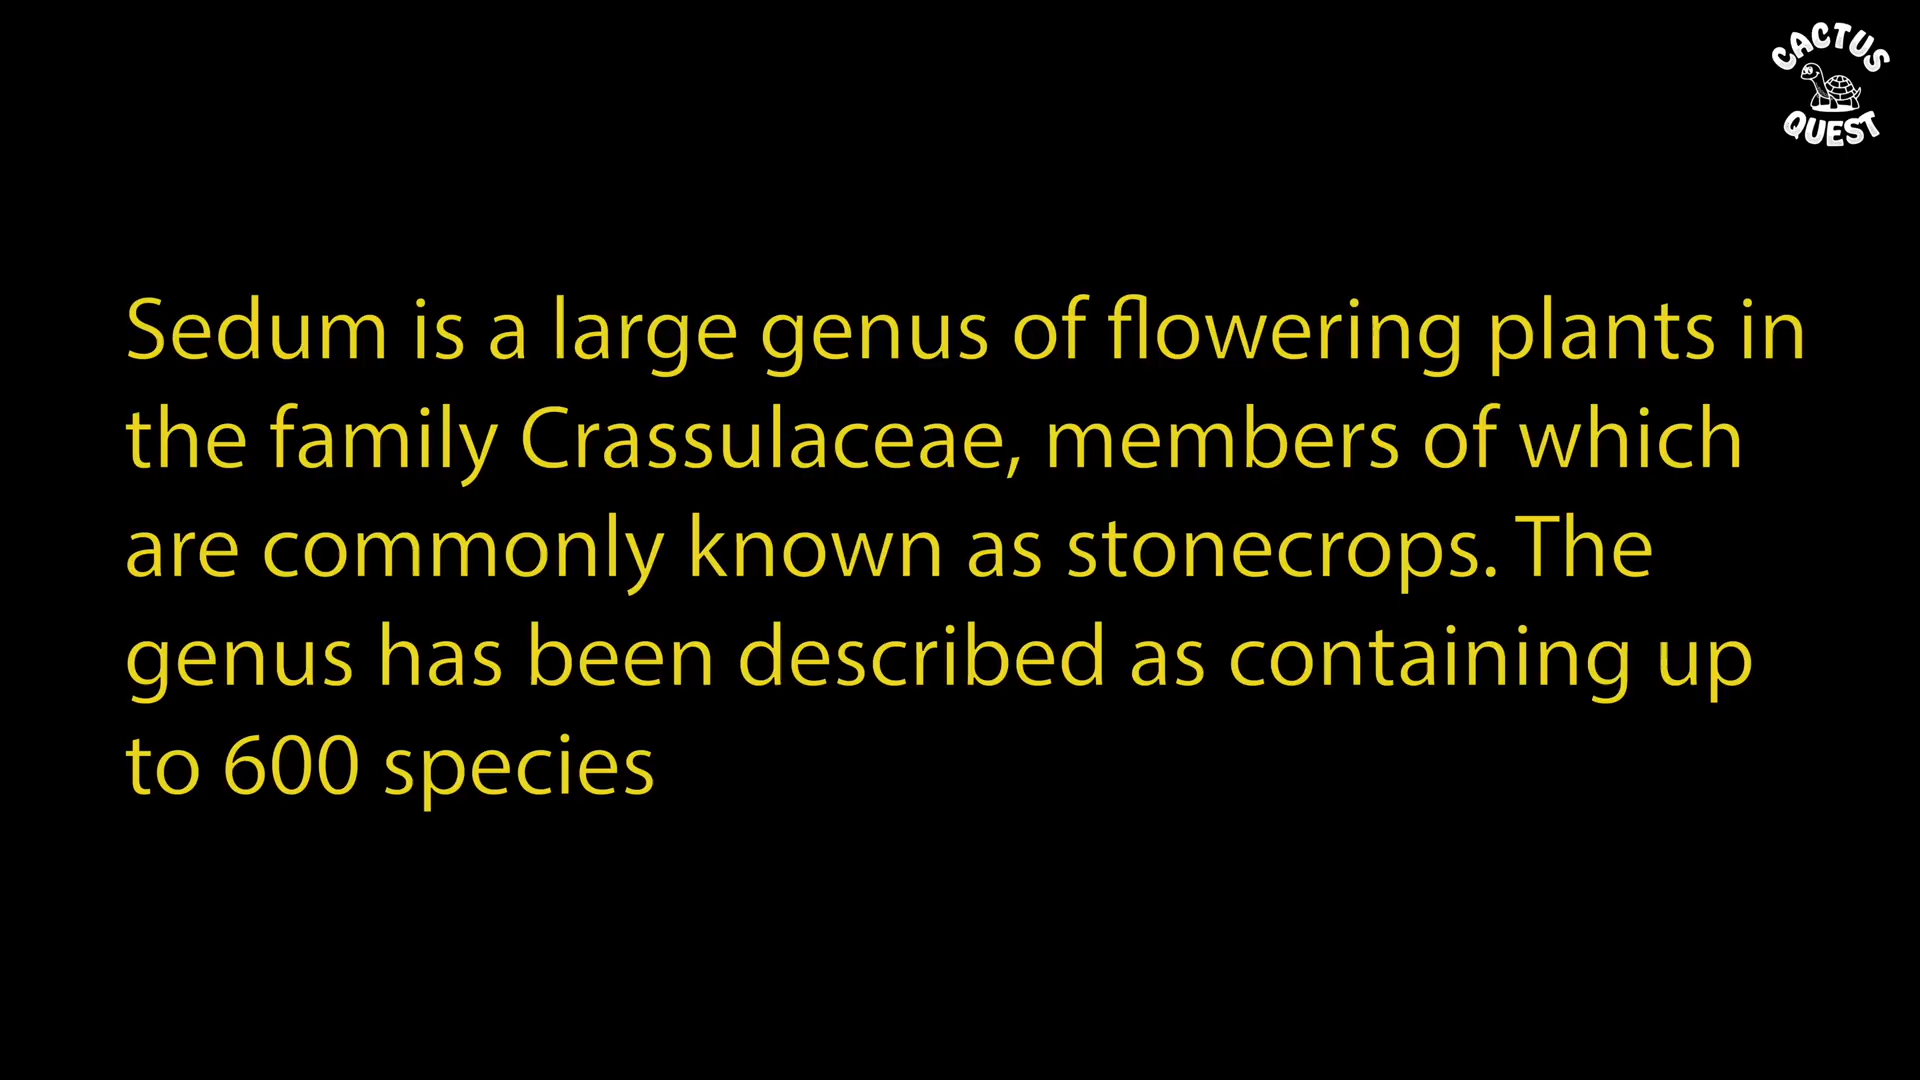 CACTUS
QUEST
Sedum is a large genus of flowering plants in
the family Crassulaceae, members of which
are commonly known as stonecrops. The
genus has been described as containing up
to 600 species